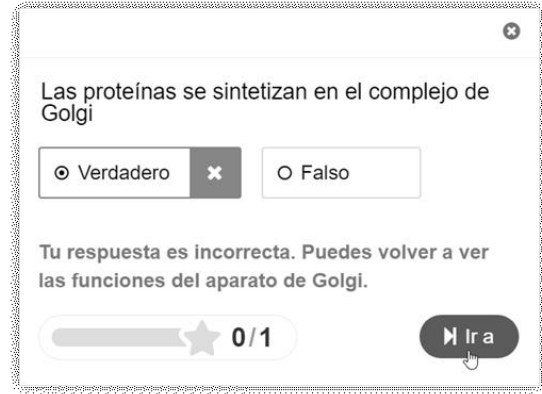 Las proteínas se sintetizan en el complejo de
Golgi
Verdadero
Falso
Tu respuesta es incorrecta. Puedes volver a ver
las funciones del aparato de Golgi.
0/1
Ir a